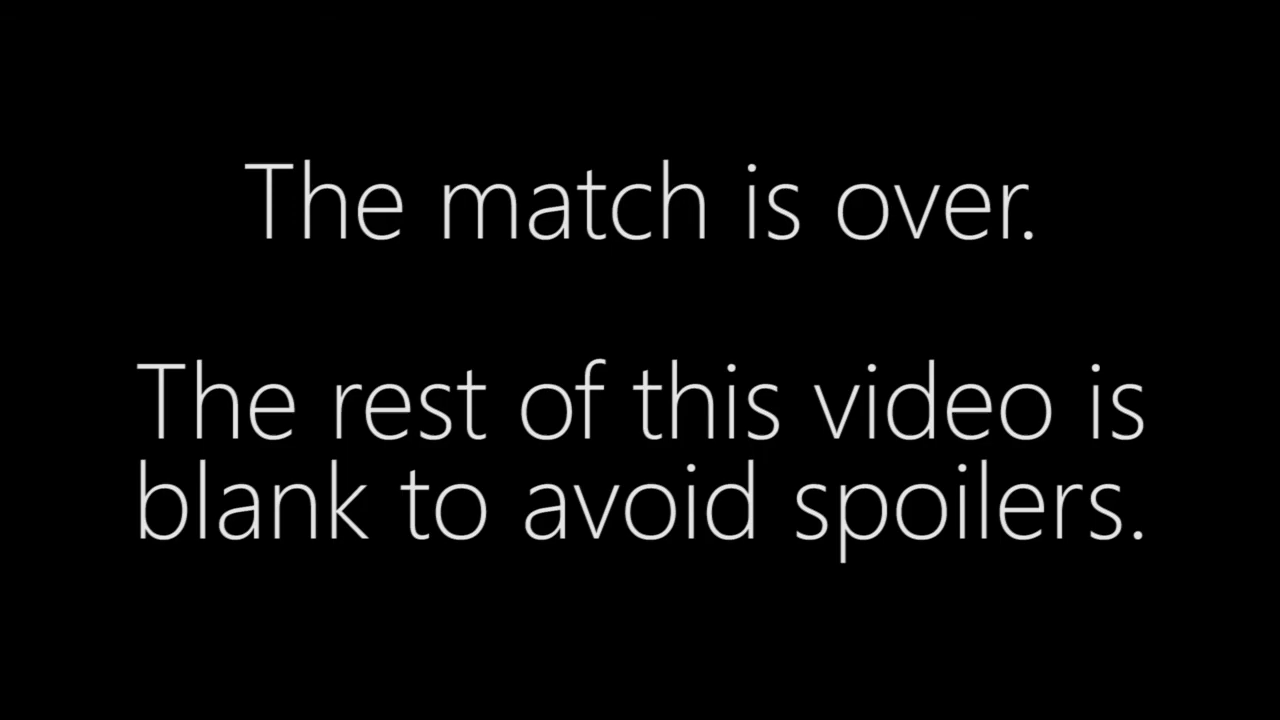 The match is over.
The rest of this video is
blank to avoid spoilers.